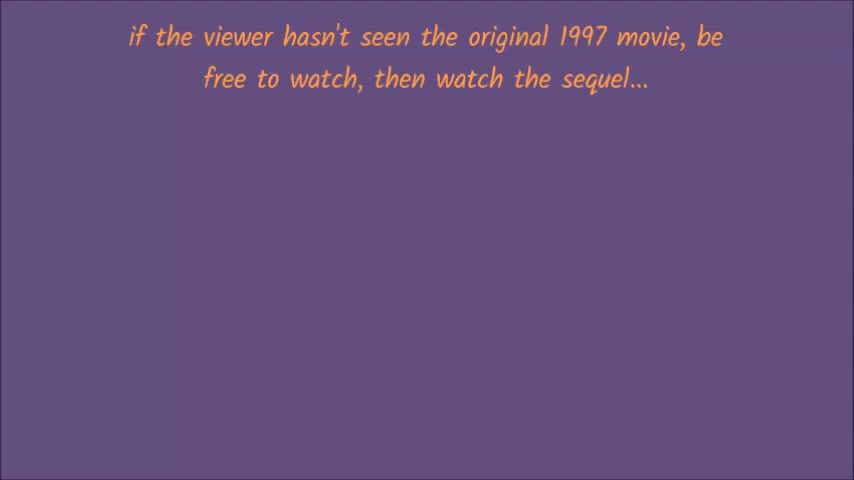 if the viewer hasn't seen the original 1997 movie, be
free to watch, then watch the sequel...